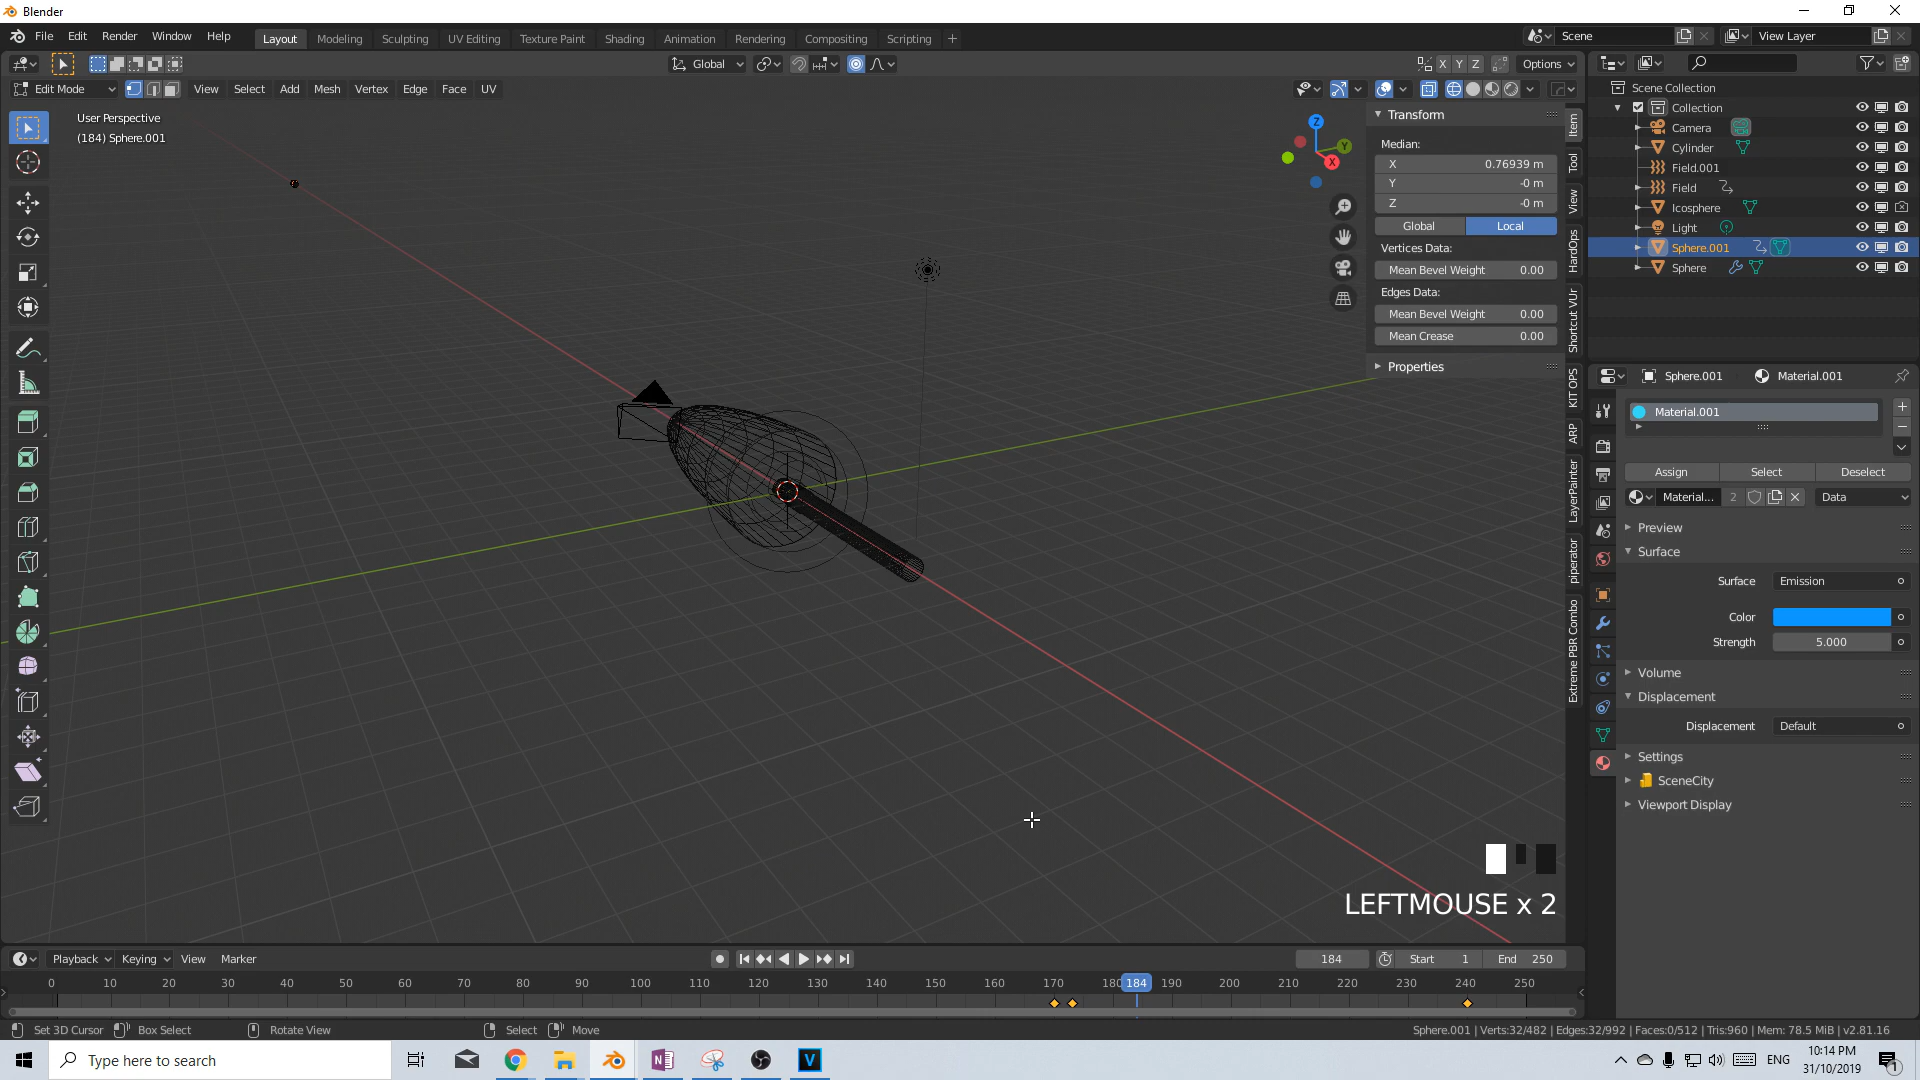 Blender
File Edit Render Window Help
Layout Modeling Sculpting UV Editing Texture Paint Shading Animation Rendering Compositing Scripting +
Scene
View Layer
Global
X Y Z
Options
Edit Mode
View Select Add Mesh Vertex Edge Face UV
User Perspective
(184) Sphere.001
Z
Y
X
Transform
Median:
X 0.76939 m
Y -0 m
Z -0 m
Global Local
Vertices Data:
Mean Bevel Weight 0.00
Edges Data:
Mean Bevel Weight 0.00
Mean Crease 0.00
Properties
Item
Tool
View
HardOps
Shortcut VUr
KIT OPS
ARP
LayerPainter
piperator
Extreme PBR Combo
Scene Collection
Collection
Camera
Cylinder
Field.001
Field
Icosphere
Light
Sphere.001
Sphere
Sphere.001 Material.001
Material.001
Assign Select Deselect
Material... 2 Data
Preview
Surface
Surface Emission
Color
Strength 5.000
Volume
Displacement
Displacement Default
Settings
SceneCity
Viewport Display
LEFTMOUSE x 2
Playback Keying View Marker
184 Start 1 End 250
0 10 20 30 40 50 60 70 80 90 100 110 120 130 140 150 160 170 180 184 190 200 210 220 230 240 250
Set 3D Cursor Box Select Rotate View Select Move
Sphere.001 | Verts:32/482 | Edges:32/992 | Faces:0/512 | Tris:960 | Mem: 78.5 MiB | v2.81.16
Type here to search
V
ENG
10:14 PM
31/10/2019
1